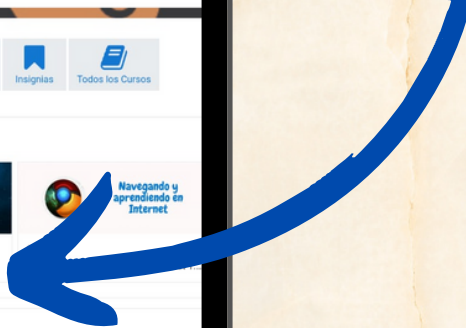 Insignias
Todos los Cursos
Navegando y
aprendiendo en
Internet